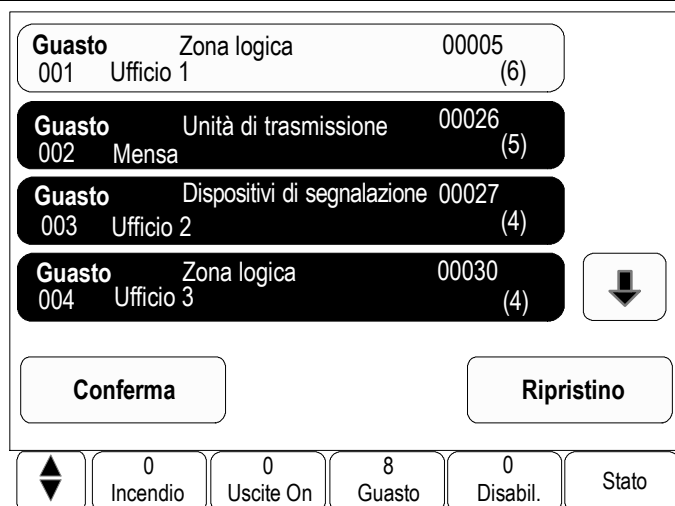 Guasto Zona logica 00005
001 Ufficio 1 (6)
Guasto Unità di trasmissione 00026
002 Mensa (5)
Guasto Dispositivi di segnalazione 00027
003 Ufficio 2 (4)
Guasto Zona logica 00030
004 Ufficio 3 (4)
Conferma Ripristino
0 0 8 0
Incendio Uscite On Guasto Disabil. Stato